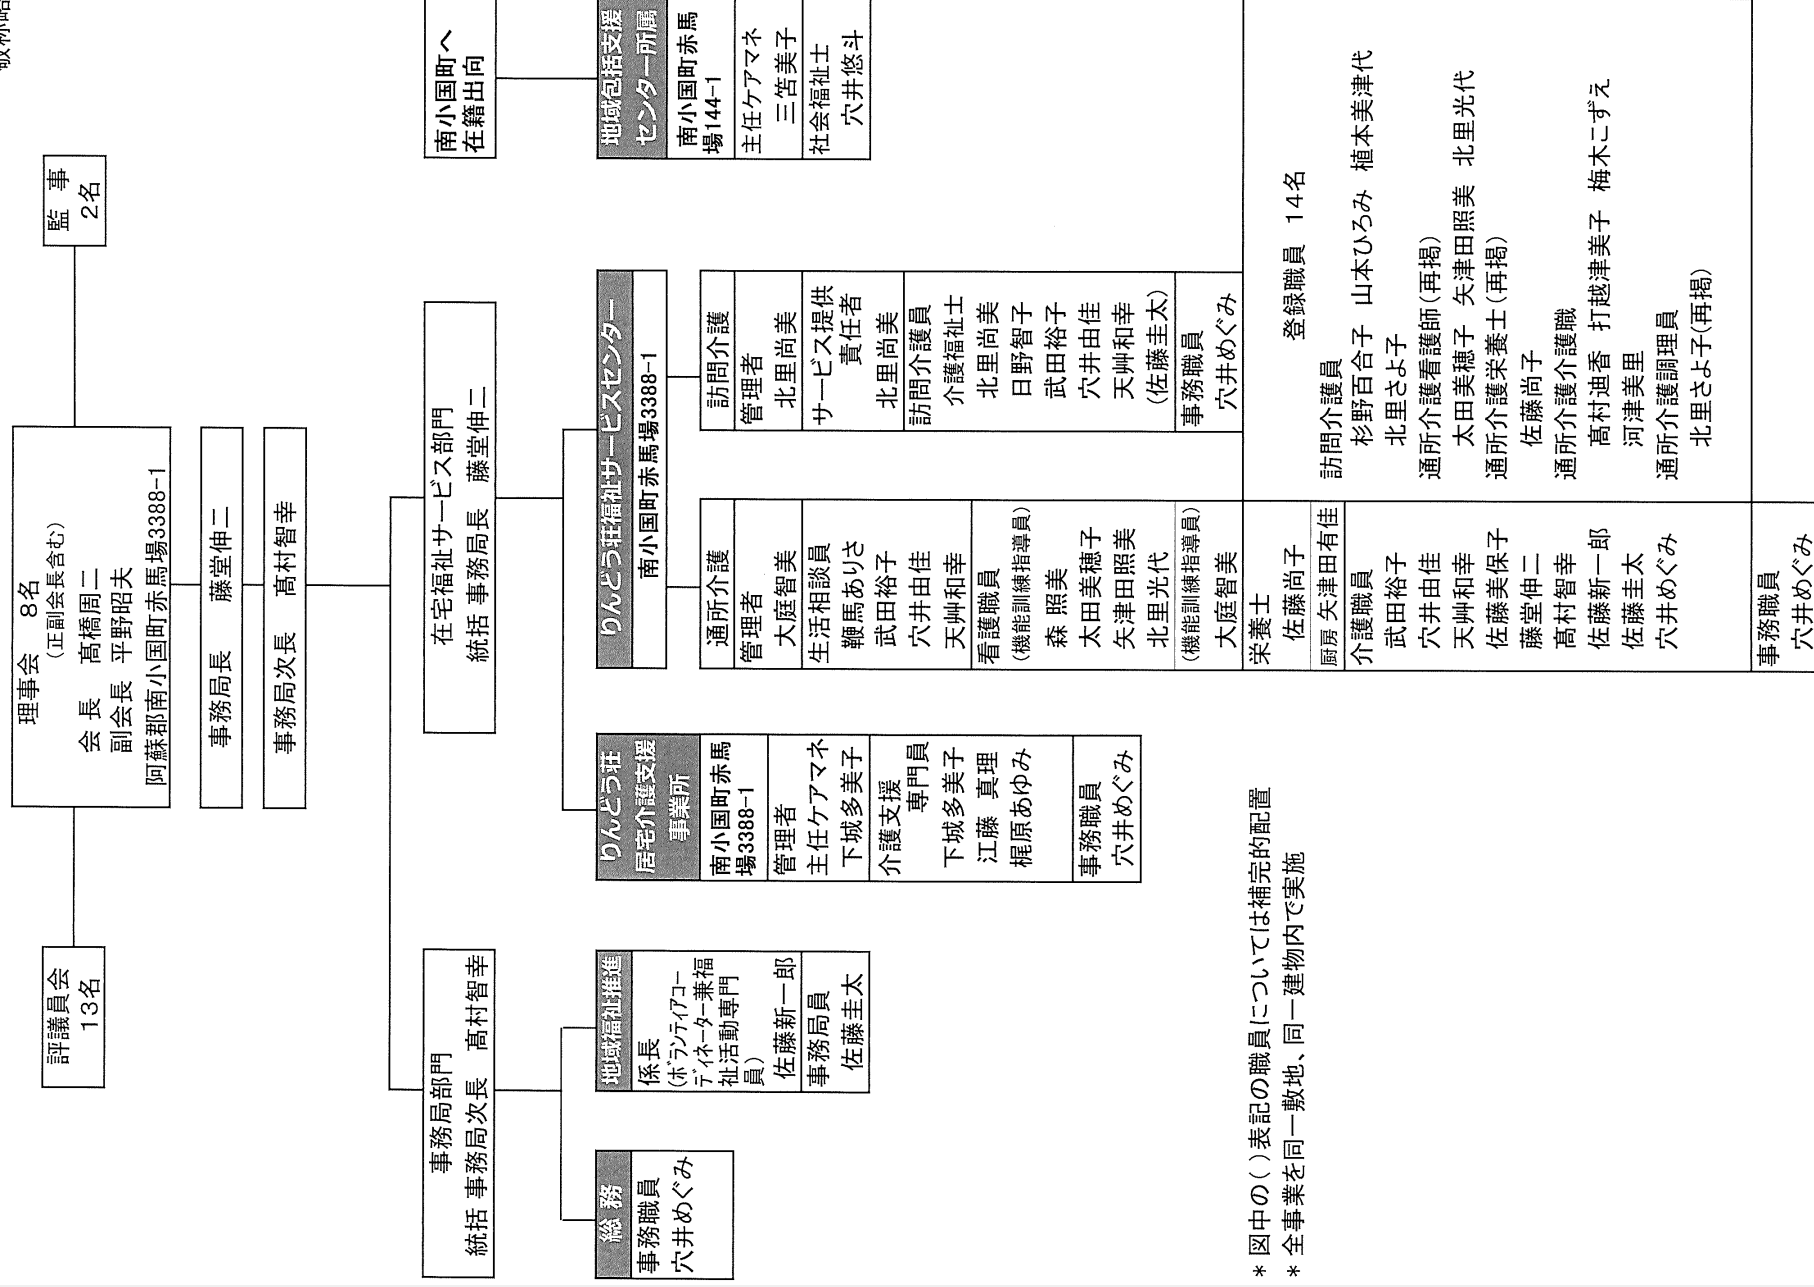 敬称略
理事会　8名
(正副会長含む)
会 長　髙橋周二
副会長 平野昭夫
阿蘇郡南小国町赤馬場3388-1
評議員会
13名
監　事
2名
事務局長　藤堂伸二
事務局次長　髙村智幸
事務局部門
統括 事務局次長　髙村智幸
在宅福祉サービス部門
統括 事務局長　藤堂伸二
南小国町へ
在籍出向
総 務
事務職員
穴井めぐみ
地域福祉推進
係長
(ボランティアコー
ディネーター兼福
祉活動専門
員)
佐藤新一郎
事務局員
佐藤圭太
りんどう荘
居宅介護支援
事業所
南小国町赤馬
場3388-1
管理者
主任ケアマネ
下城多美子
介護支援
専門員
下城多美子
江藤 真理
梶原あゆみ
事務職員
穴井めぐみ
りんどう荘福祉サービスセンター
南小国町赤馬場3388-1
通所介護
管理者
大庭智美
生活相談員
鞭馬ありさ
武田裕子
穴井由佳
天艸和幸
看護職員
(機能訓練指導員)
森 照美
太田美穂子
矢津田照美
北里光代
(機能訓練指導員)
大庭智美
栄養士
佐藤尚子
厨房 矢津田有佳
介護職員
武田裕子
穴井由佳
天艸和幸
佐藤美保子
藤堂伸二
髙村智幸
佐藤新一郎
佐藤圭太
穴井めぐみ
事務職員
穴井めぐみ
訪問介護
管理者
北里尚美
サービス提供
責任者
北里尚美
訪問介護員
介護福祉士
北里尚美
日野智子
武田裕子
穴井由佳
天艸和幸
(佐藤圭太)
事務職員
穴井めぐみ
登録職員　14名
訪問介護員
杉野百合子　山本ひろみ　植本美津代
北里さよ子
通所介護看護師(再掲)
太田美穂子　矢津田照美　北里光代
通所介護栄養士(再掲)
佐藤尚子
通所介護介護職
髙村迪香　打越津美子　梅木こずえ
河津美里
通所介護調理員
北里さよ子(再掲)
地域包括支援
センター所属
南小国町赤馬
場144-1
主任ケアマネ
三笘美子
社会福祉士
穴井悠斗
＊図中の( )表記の職員については補完的配置
＊全事業を同一敷地、同一建物内で実施